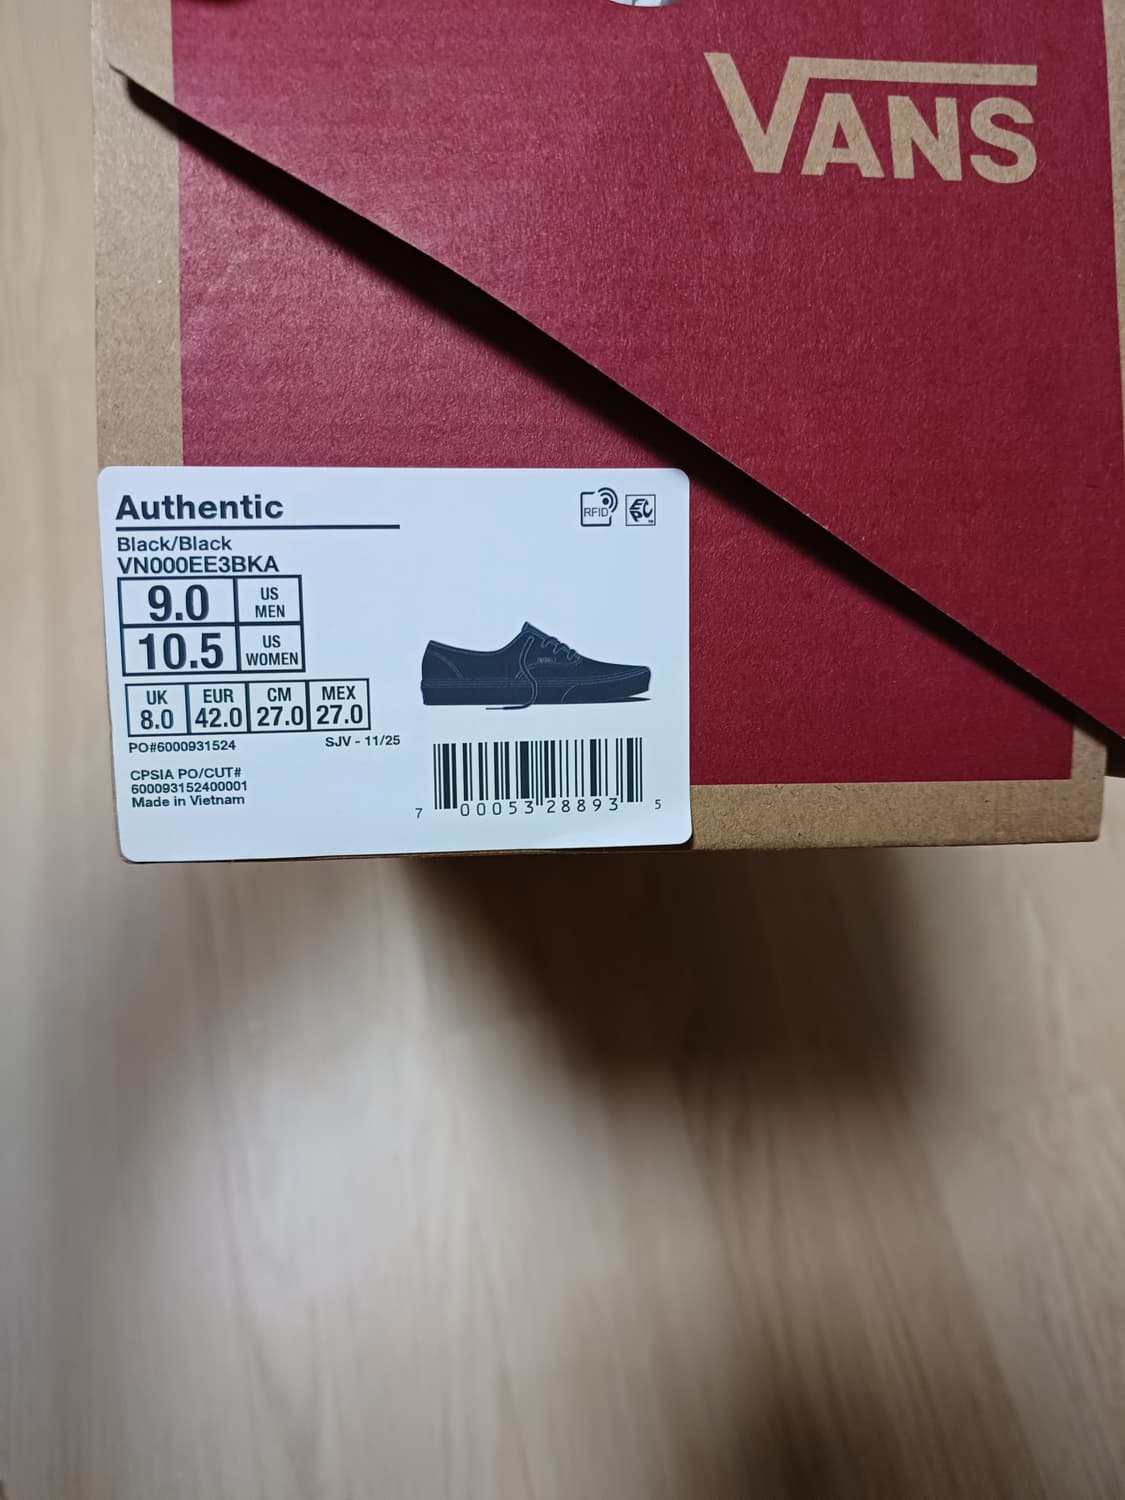 VANS
Authentic
RFID
EPC
Black/Black
VN000EE3BKA
9.0 US MEN
10.5 US WOMEN
UK EUR CM MEX
8.0 42.0 27.0 27.0
PO#6000931524 SJV - 11/25
CPSIA PO/CUT#
600093152400001
Made in Vietnam
7 00053 28893 5